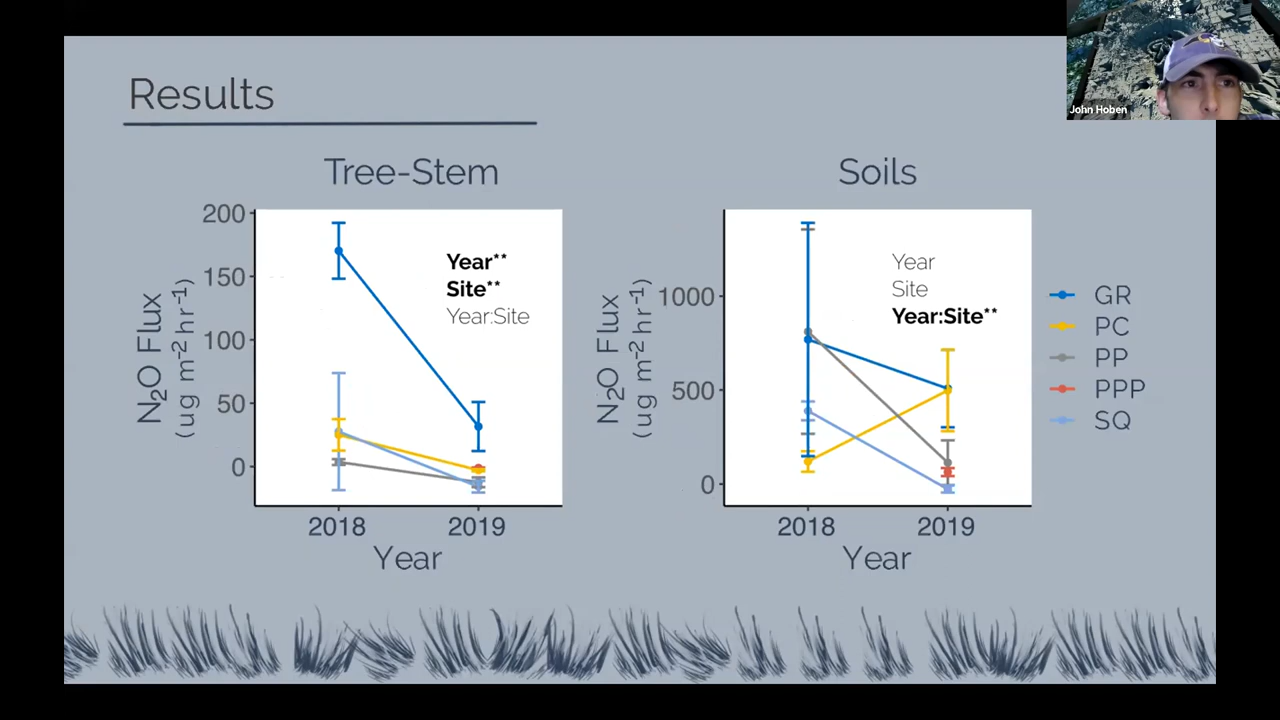 John Hoben
Results
Tree-Stem
Soils
N₂O Flux
(ug m⁻² hr⁻¹)
200
150
100
50
0
Year**
Site**
Year:Site
2018
2019
Year
N₂O Flux
(ug m⁻² hr⁻¹)
1000
500
0
Year
Site
Year:Site**
2018
2019
Year
GR
PC
PP
PPP
SQ